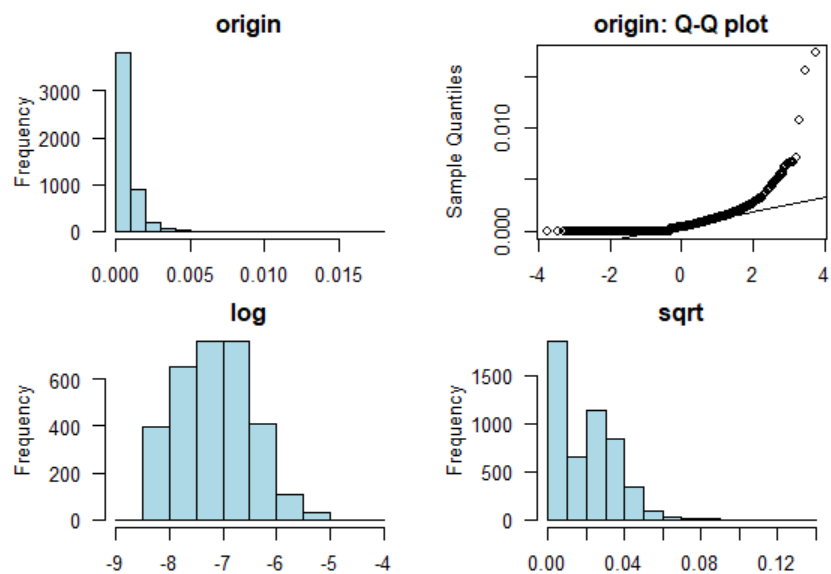 origin
Frequency
3000
2000
1000
0
0.000 0.005 0.010 0.015
origin: Q-Q plot
Sample Quantiles
0.010
0.000
-4 -2 0 2 4
log
Frequency
600
400
200
0
-9 -8 -7 -6 -5 -4
sqrt
Frequency
1500
1000
500
0
0.00 0.04 0.08 0.12